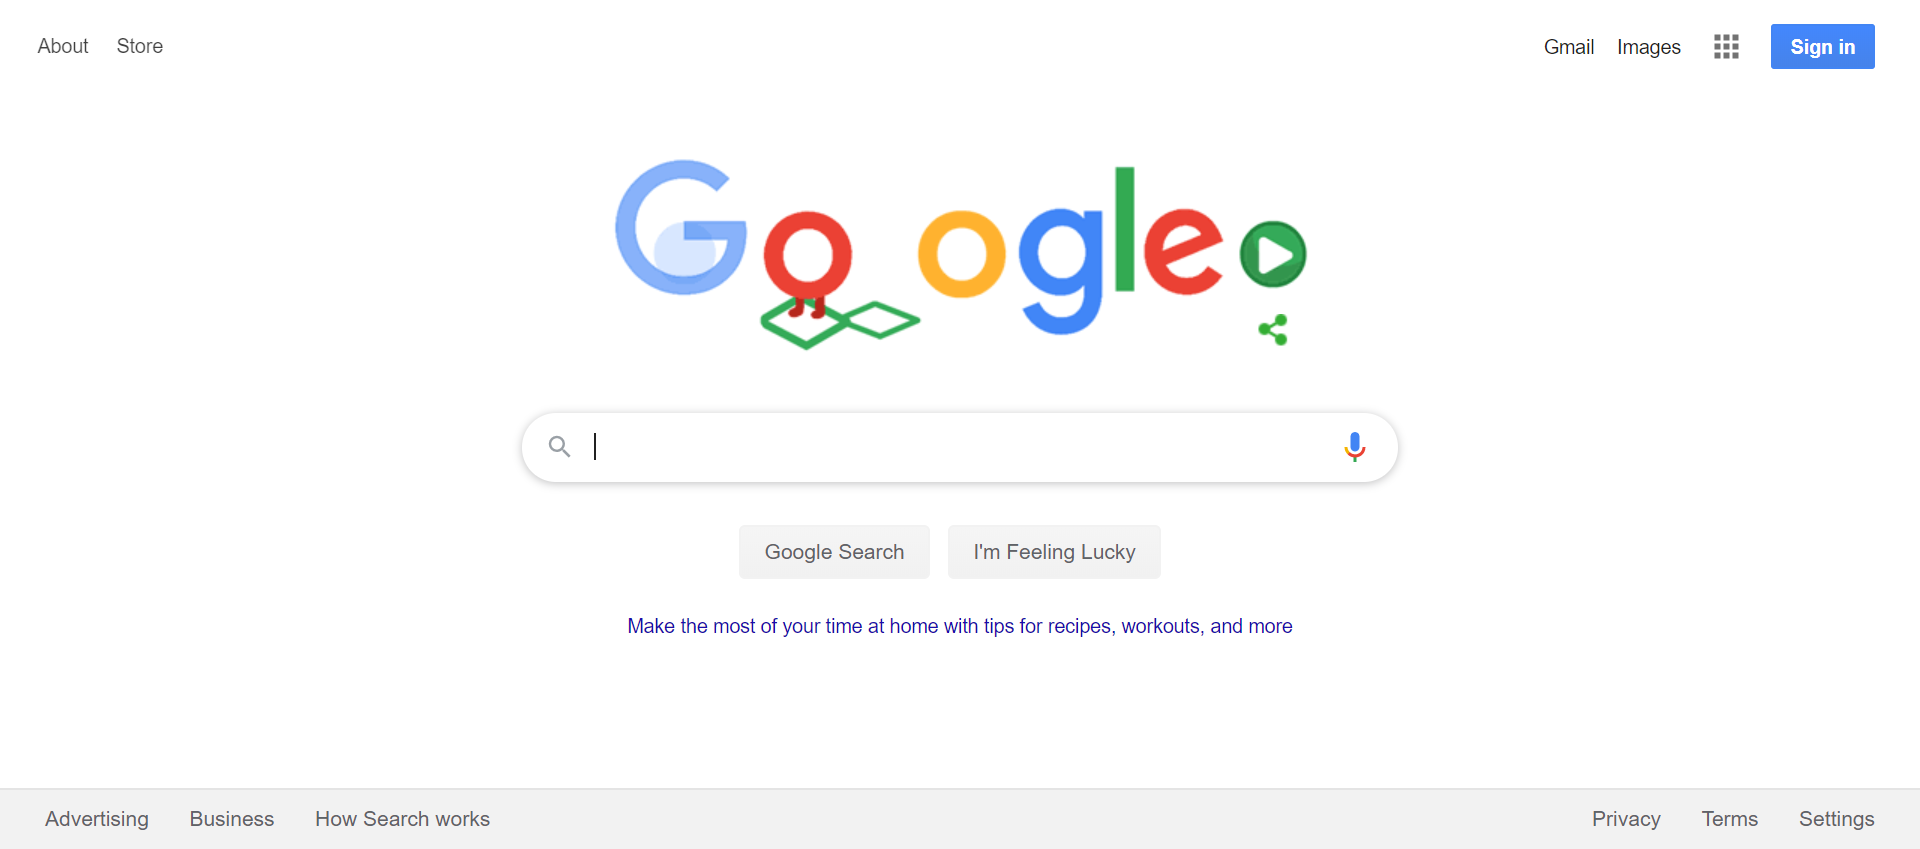 About Store
Gmail Images Sign in
Google
Google Search I'm Feeling Lucky
Make the most of your time at home with tips for recipes, workouts, and more
Advertising Business How Search works
Privacy Terms Settings